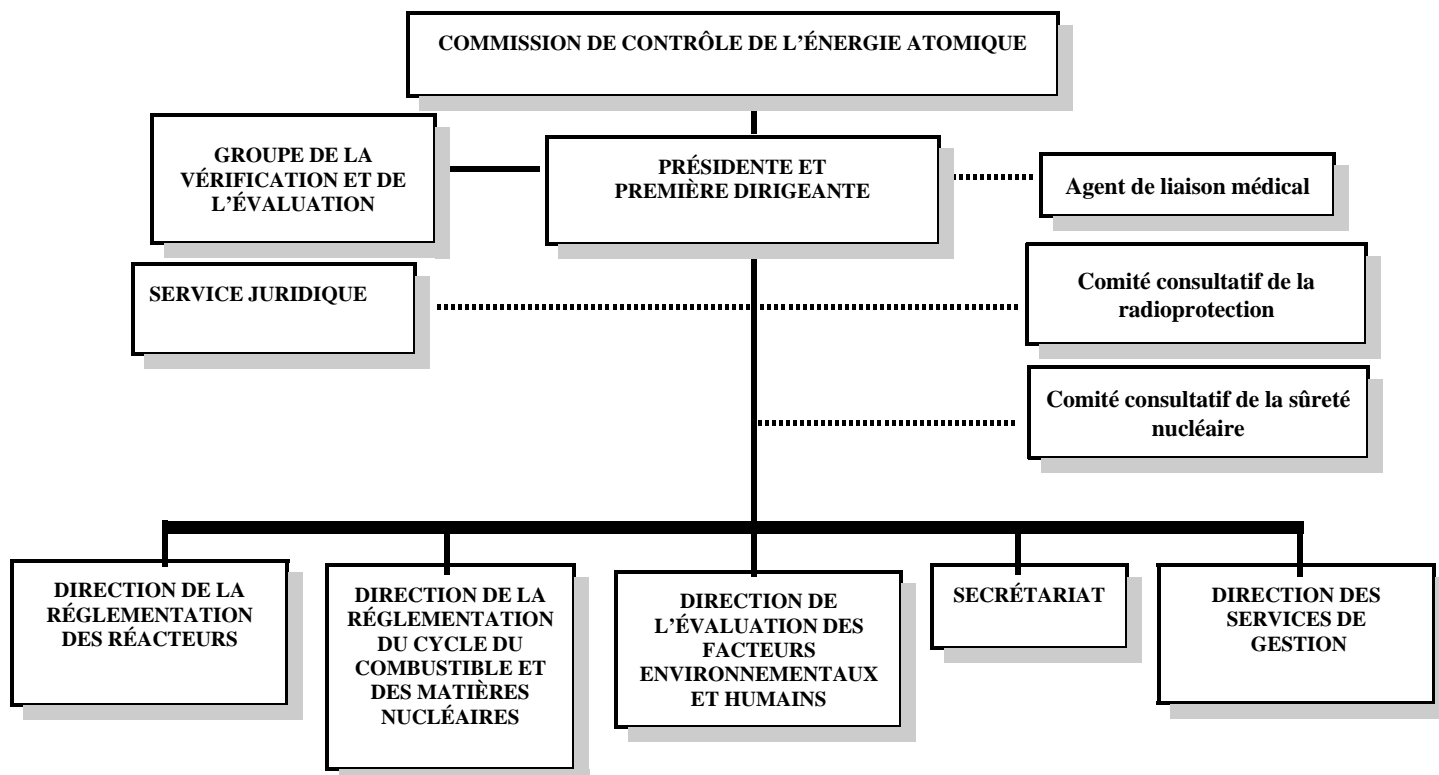 COMMISSION DE CONTRÔLE DE L'ÉNERGIE ATOMIQUE
GROUPE DE LA
VÉRIFICATION ET DE
L'ÉVALUATION
PRÉSIDENTE ET
PREMIÈRE DIRIGEANTE
Agent de liaison médical
SERVICE JURIDIQUE
Comité consultatif de la
radioprotection
Comité consultatif de la sûreté
nucléaire
DIRECTION DE LA
RÉGLEMENTATION
DES RÉACTEURS
DIRECTION DE LA
RÉGLEMENTATION
DU CYCLE DU
COMBUSTIBLE ET
DES MATIÈRES
NUCLÉAIRES
DIRECTION DE
L'ÉVALUATION DES
FACTEURS
ENVIRONNEMENTAUX
ET HUMAINS
SECRÉTARIAT
DIRECTION DES
SERVICES DE
GESTION